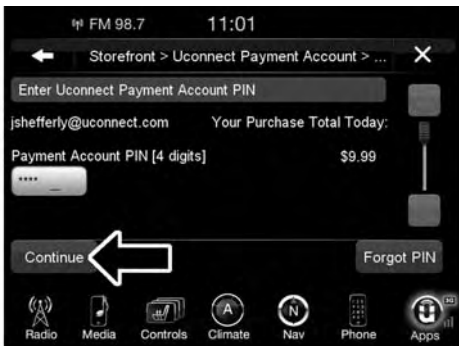 FM 98.7 11:01
Storefront > Uconnect Payment Account > ...
Enter Uconnect Payment Account PIN
jshefferly@uconnect.com Your Purchase Total Today:
Payment Account PIN [4 digits] $9.99
**** _
Continue Forgot PIN
A N 3G
Radio Media Controls Climate Nav Phone Apps